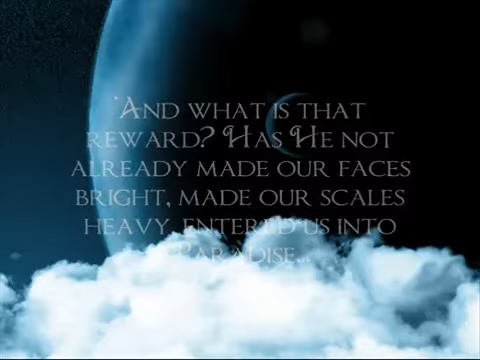 'And what is that
reward? Has He not
already made our faces
bright, made our scales
heavy, entered us into
Paradise...